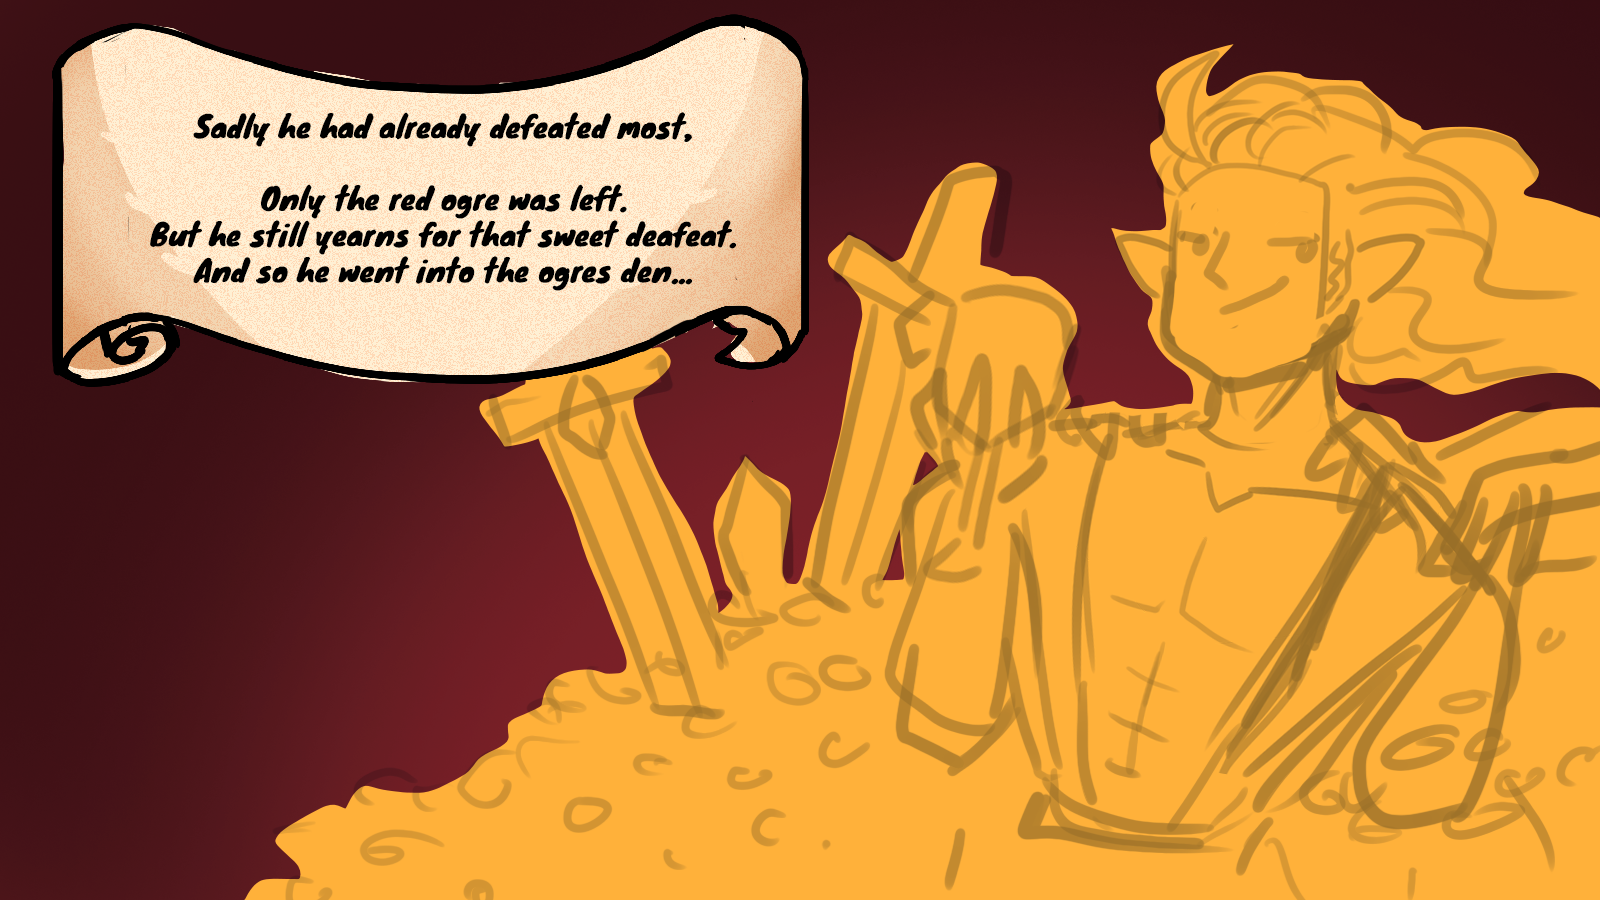 Sadly he had already defeated most,
Only the red ogre was left.
But he still yearns for that sweet deafeat.
And so he went into the ogres den...